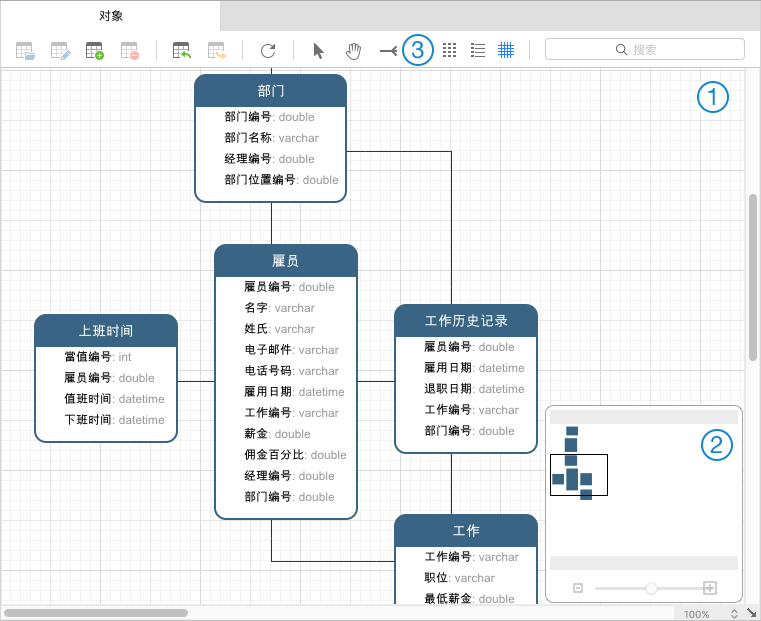 对象
③
搜索
①
部门
部门编号: double
部门名称: varchar
经理编号: double
部门位置编号: double
雇员
雇员编号: double
名字: varchar
姓氏: varchar
电子邮件: varchar
电话号码: varchar
雇用日期: datetime
工作编号: varchar
薪金: double
佣金百分比: double
经理编号: double
部门编号: double
上班时间
當值编号: int
雇员编号: double
值班时间: datetime
下班时间: datetime
工作历史记录
雇员编号: double
雇用日期: datetime
退职日期: datetime
工作编号: varchar
部门编号: double
②
工作
工作编号: varchar
职位: varchar
最低薪金: double
100%